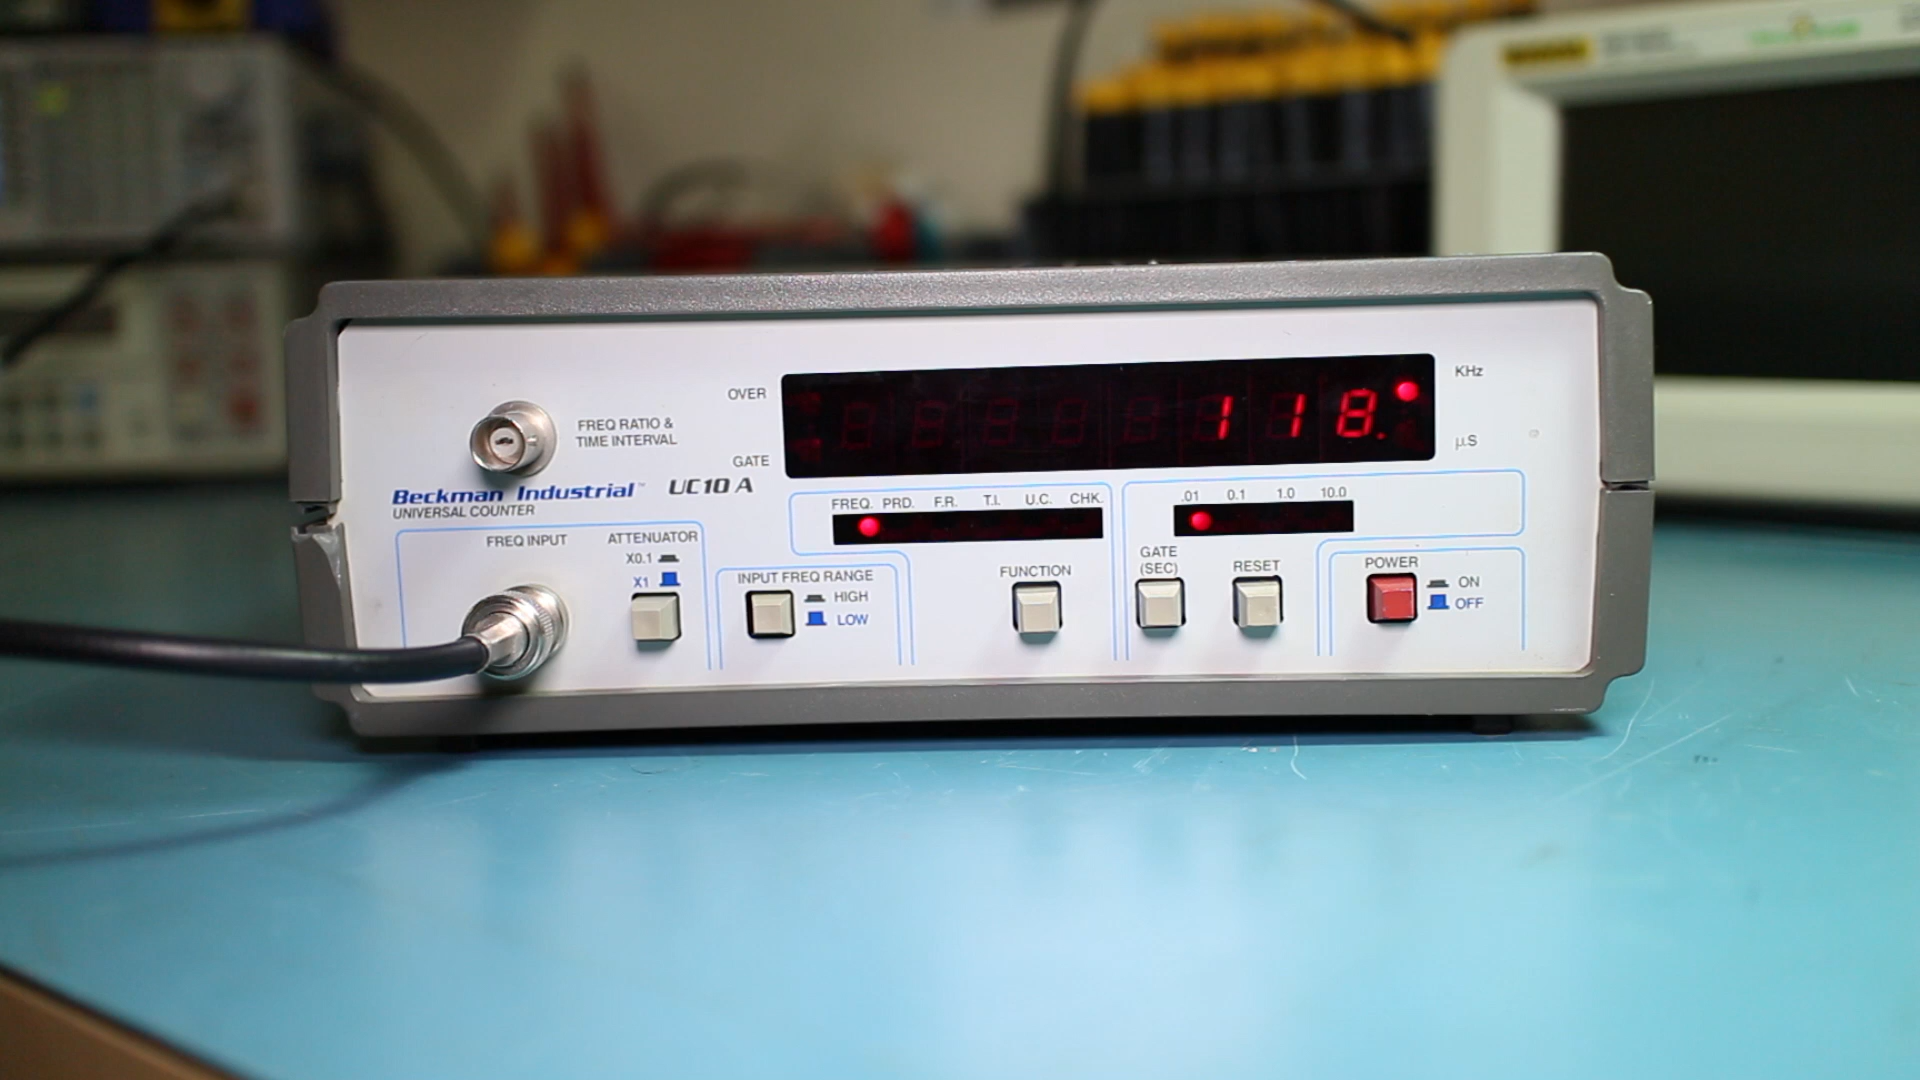 OVER
118.
KHz
FREQ RATIO &
TIME INTERVAL
GATE
µS
Beckman Industrial™ UC10 A
UNIVERSAL COUNTER
FREQ. PRD. F.R. T.I. U.C. CHK.
.01 0.1 1.0 10.0
FREQ INPUT
ATTENUATOR
X0.1
X1
INPUT FREQ RANGE
HIGH
LOW
FUNCTION
GATE
(SEC)
RESET
POWER
ON
OFF